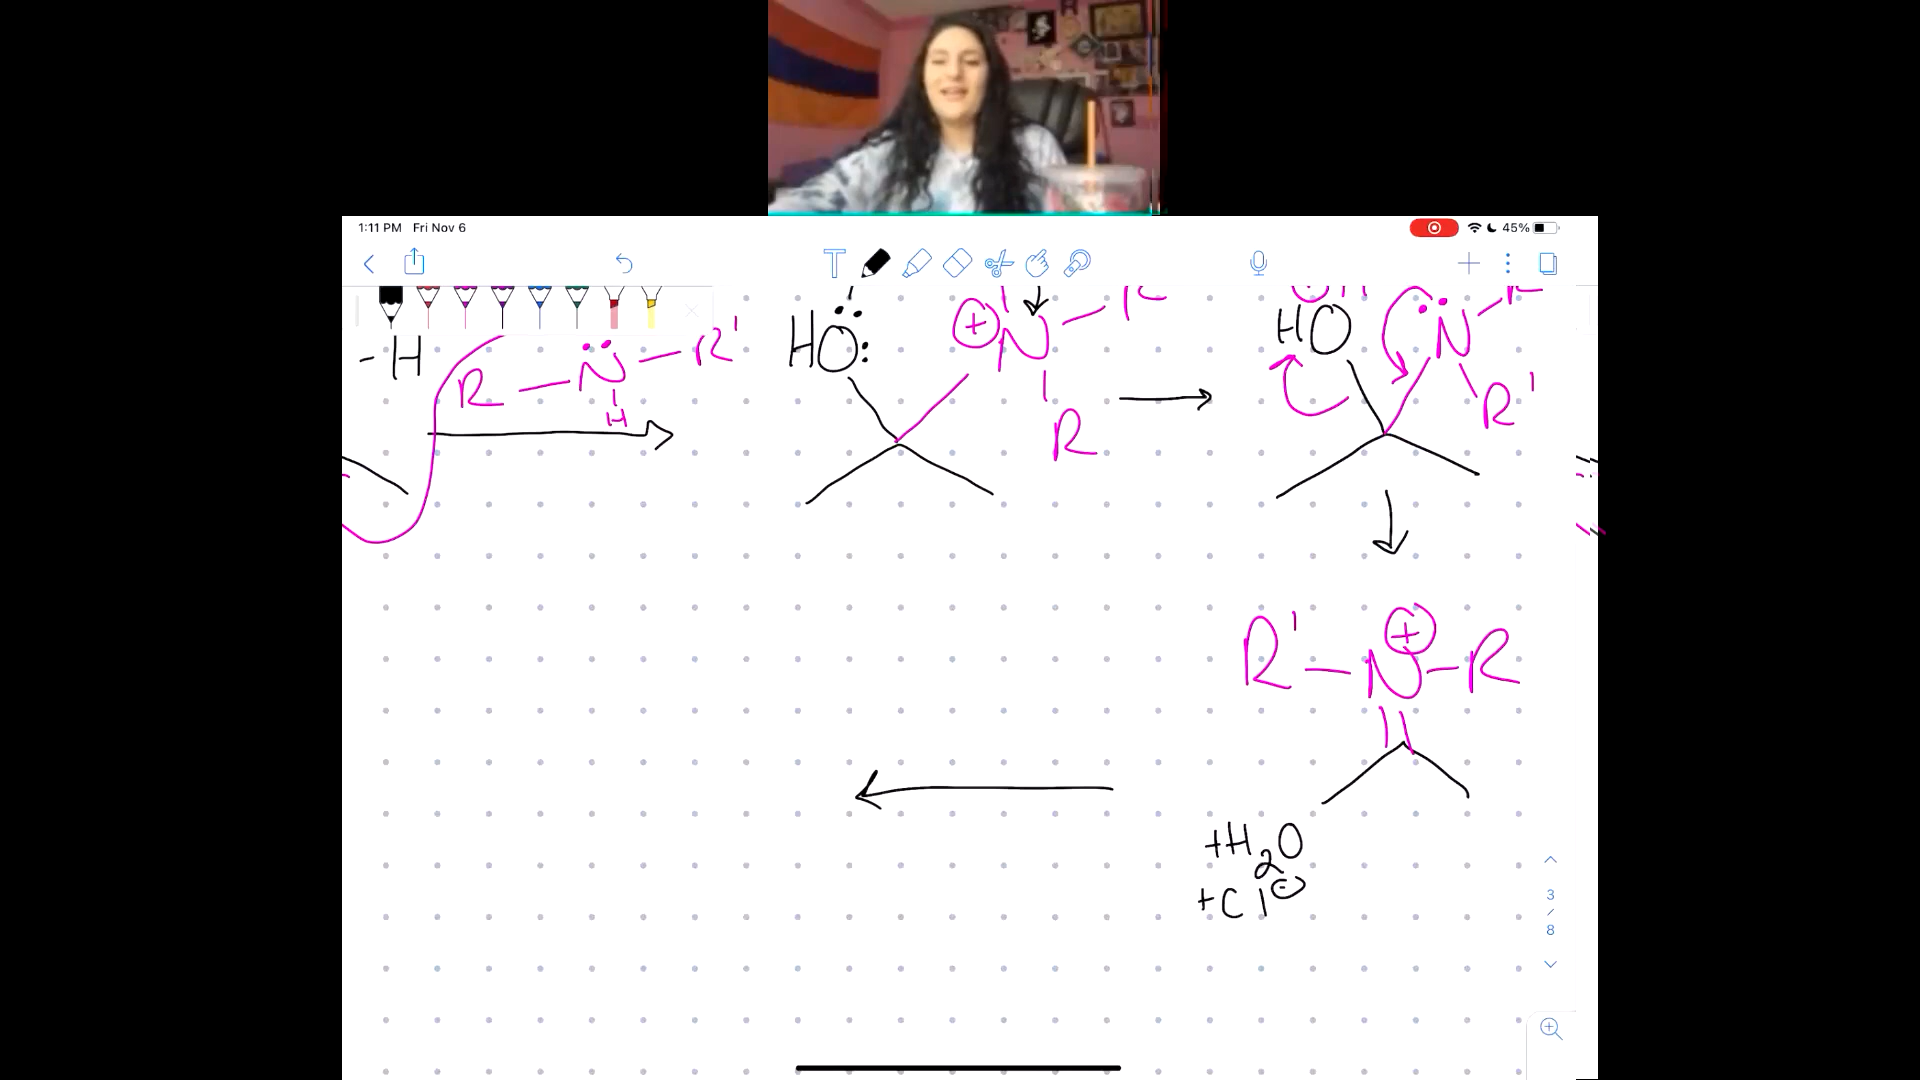 1:11 PM Fri Nov 6
45%
T
HO:
+
N
HO
N
-H
R
N
R'
H
R
R'
R'
N
+
R
+H2O
+Cl-
3
/
8